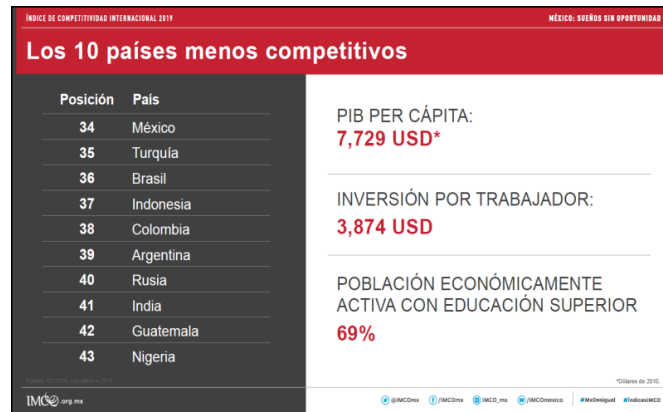 ÍNDICE DE COMPETITIVIDAD INTERNACIONAL 2019
MÉXICO: SUEÑOS SIN OPORTUNIDAD
Los 10 países menos competitivos
Posición País
34 México
35 Turquía
36 Brasil
37 Indonesia
38 Colombia
39 Argentina
40 Rusia
41 India
42 Guatemala
43 Nigeria
PIB PER CÁPITA:
7,729 USD*
INVERSIÓN POR TRABAJADOR:
3,874 USD
POBLACIÓN ECONÓMICAMENTE
ACTIVA CON EDUCACIÓN SUPERIOR
69%
*Dólares de 2010.
IMCO.org.mx
@IMCOmx /IMCOmx IMCO_mx /IMCOmexico #MxDesigual #ÍndicesIMCO